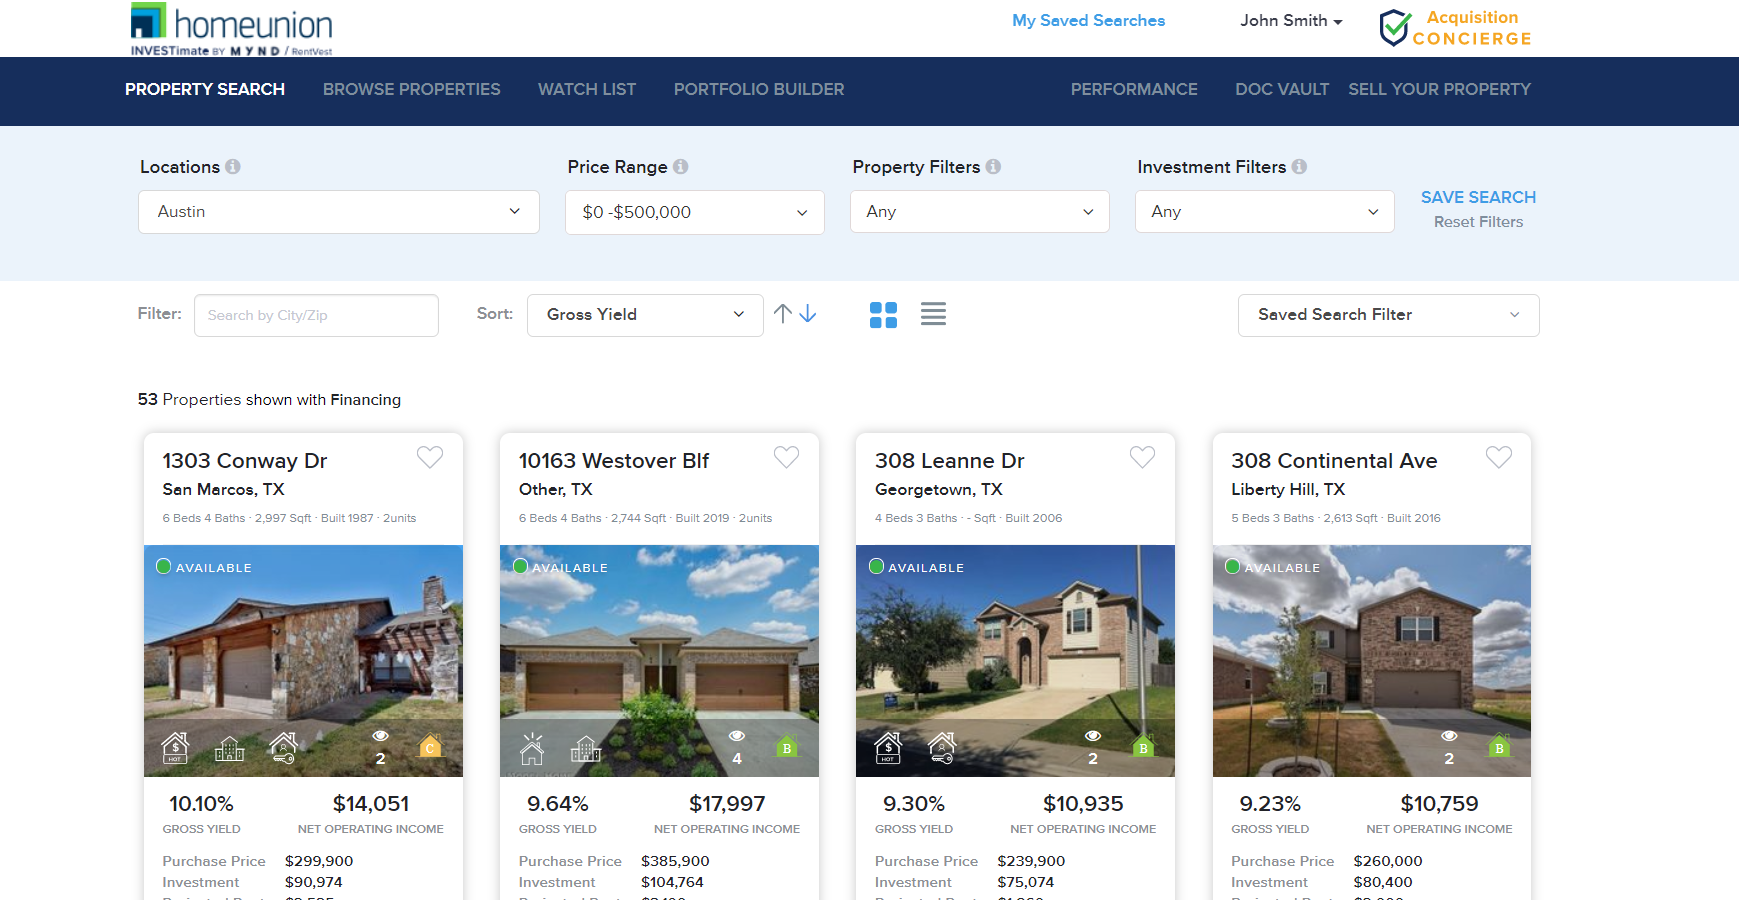 homeunion
INVESTimate BY MYND / RentVest
My Saved Searches
John Smith
Acquisition
CONCIERGE
PROPERTY SEARCH BROWSE PROPERTIES WATCH LIST PORTFOLIO BUILDER PERFORMANCE DOC VAULT SELL YOUR PROPERTY
Locations Price Range Property Filters Investment Filters
Austin $0 -$500,000 Any Any
SAVE SEARCH
Reset Filters
Filter: Search by City/Zip Sort: Gross Yield Saved Search Filter
53 Properties shown with Financing
1303 Conway Dr
San Marcos, TX
6 Beds 4 Baths · 2,997 Sqft · Built 1987 · 2units
AVAILABLE
HOT
2
C
10.10% $14,051
GROSS YIELD NET OPERATING INCOME
Purchase Price $299,900
Investment $90,974
10163 Westover Blf
Other, TX
6 Beds 4 Baths · 2,744 Sqft · Built 2019 · 2units
AVAILABLE
4
B
9.64% $17,997
GROSS YIELD NET OPERATING INCOME
Purchase Price $385,900
Investment $104,764
308 Leanne Dr
Georgetown, TX
4 Beds 3 Baths · - Sqft · Built 2006
AVAILABLE
HOT
2
B
9.30% $10,935
GROSS YIELD NET OPERATING INCOME
Purchase Price $239,900
Investment $75,074
308 Continental Ave
Liberty Hill, TX
5 Beds 3 Baths · 2,613 Sqft · Built 2016
AVAILABLE
2
B
9.23% $10,759
GROSS YIELD NET OPERATING INCOME
Purchase Price $260,000
Investment $80,400